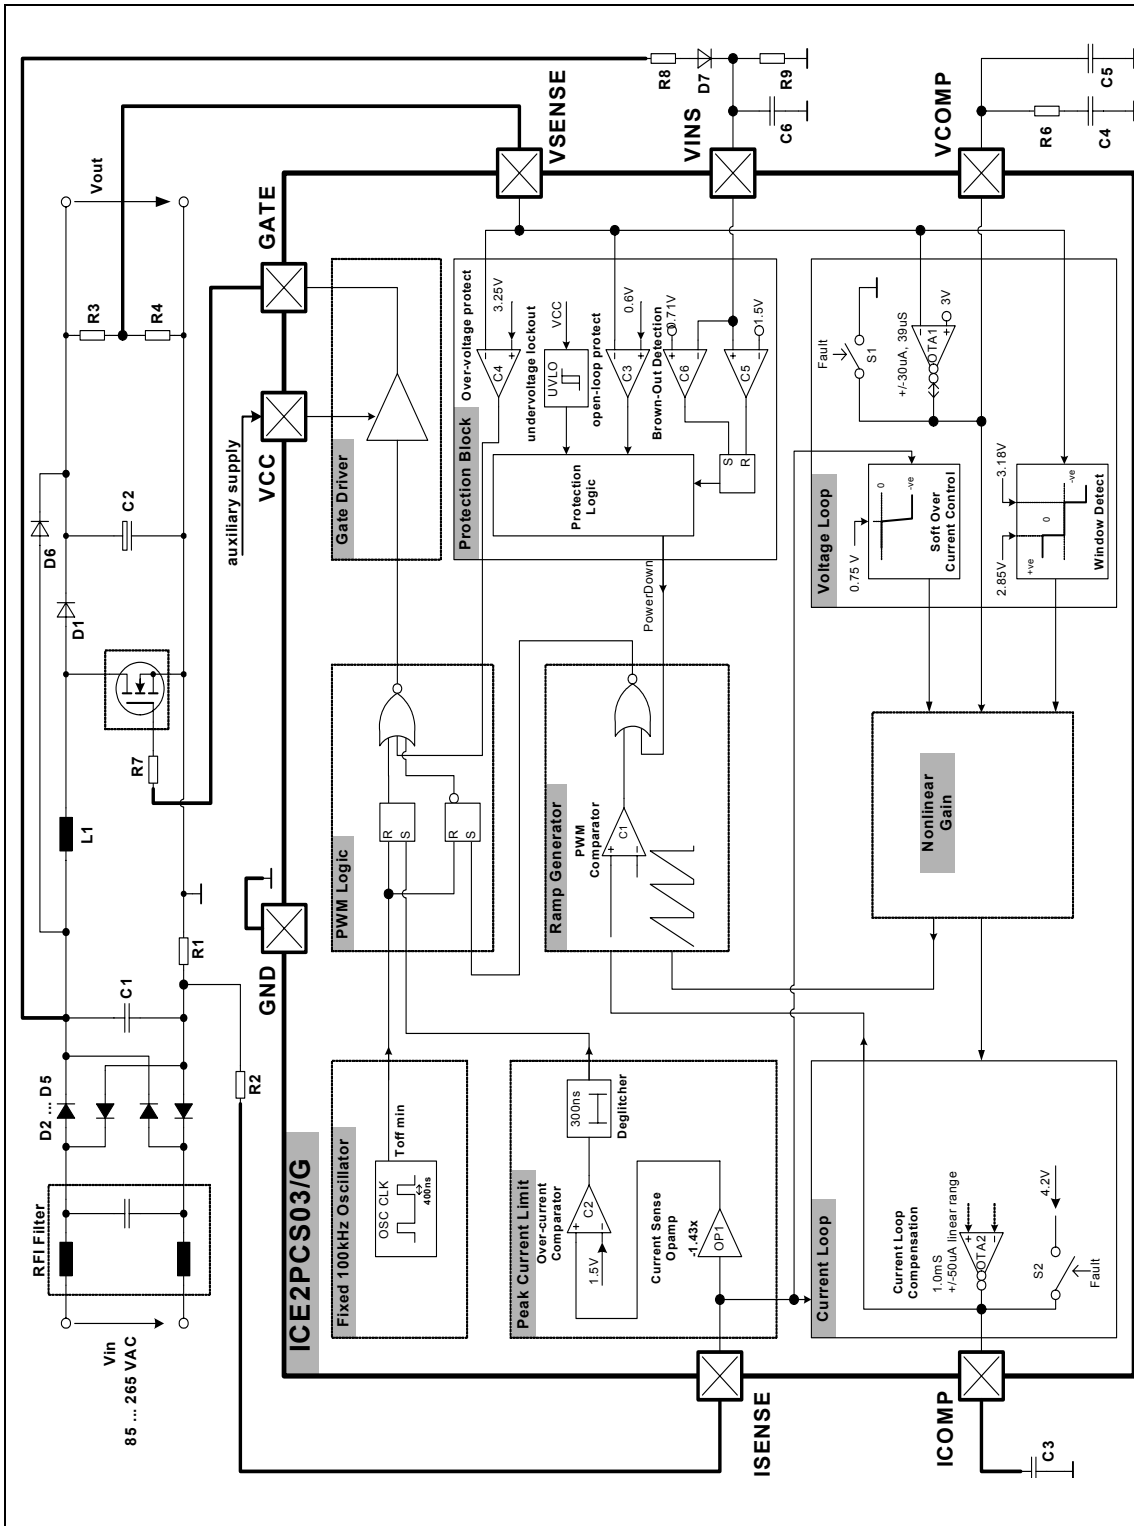 RFI Filter
Vin
85 ... 265 VAC
D2 ... D5
C1
R1
R2
L1
R7
D1
D6
C2
R3
R4
Vout
auxiliary supply
GND
VCC
GATE
VSENSE
VINS
VCOMP
ISENSE
ICOMP
R8
D7
R9
C6
R6
C4
C5
C3
ICE2PCS03/G
Fixed 100kHz Oscillator
OSC CLK
400ns
Toff min
PWM Logic
R
S
R
S
Gate Driver
Peak Current Limit
Over-current
Comparator
1.5V
C2
+
−
300ns
Deglitcher
Current Sense
Opamp
-1.43x
OP1
Ramp Generator
PWM
Comparator
C1
+
−
Protection Block
Over-voltage protect
C4
−
+
3.25V
undervoltage lockout
UVLO
VCC
open-loop protect
C3
−
+
0.6V
Brown-Out Detection
C6
+
−
0.71V
C5
−
+
1.5V
S
R
Protection
Logic
PowerDown
Current Loop
Current Loop
Compensation
1.0mS
+/-50uA linear range
OTA2
+
−
4.2V
S2
Fault
Nonlinear
Gain
Voltage Loop
0.75 V
0
-ve
Soft Over
Current Control
Fault
S1
+/-30uA, 39uS
OTA1
−
+
3V
2.85V
3.18V
+ve
0
-ve
Window Detect